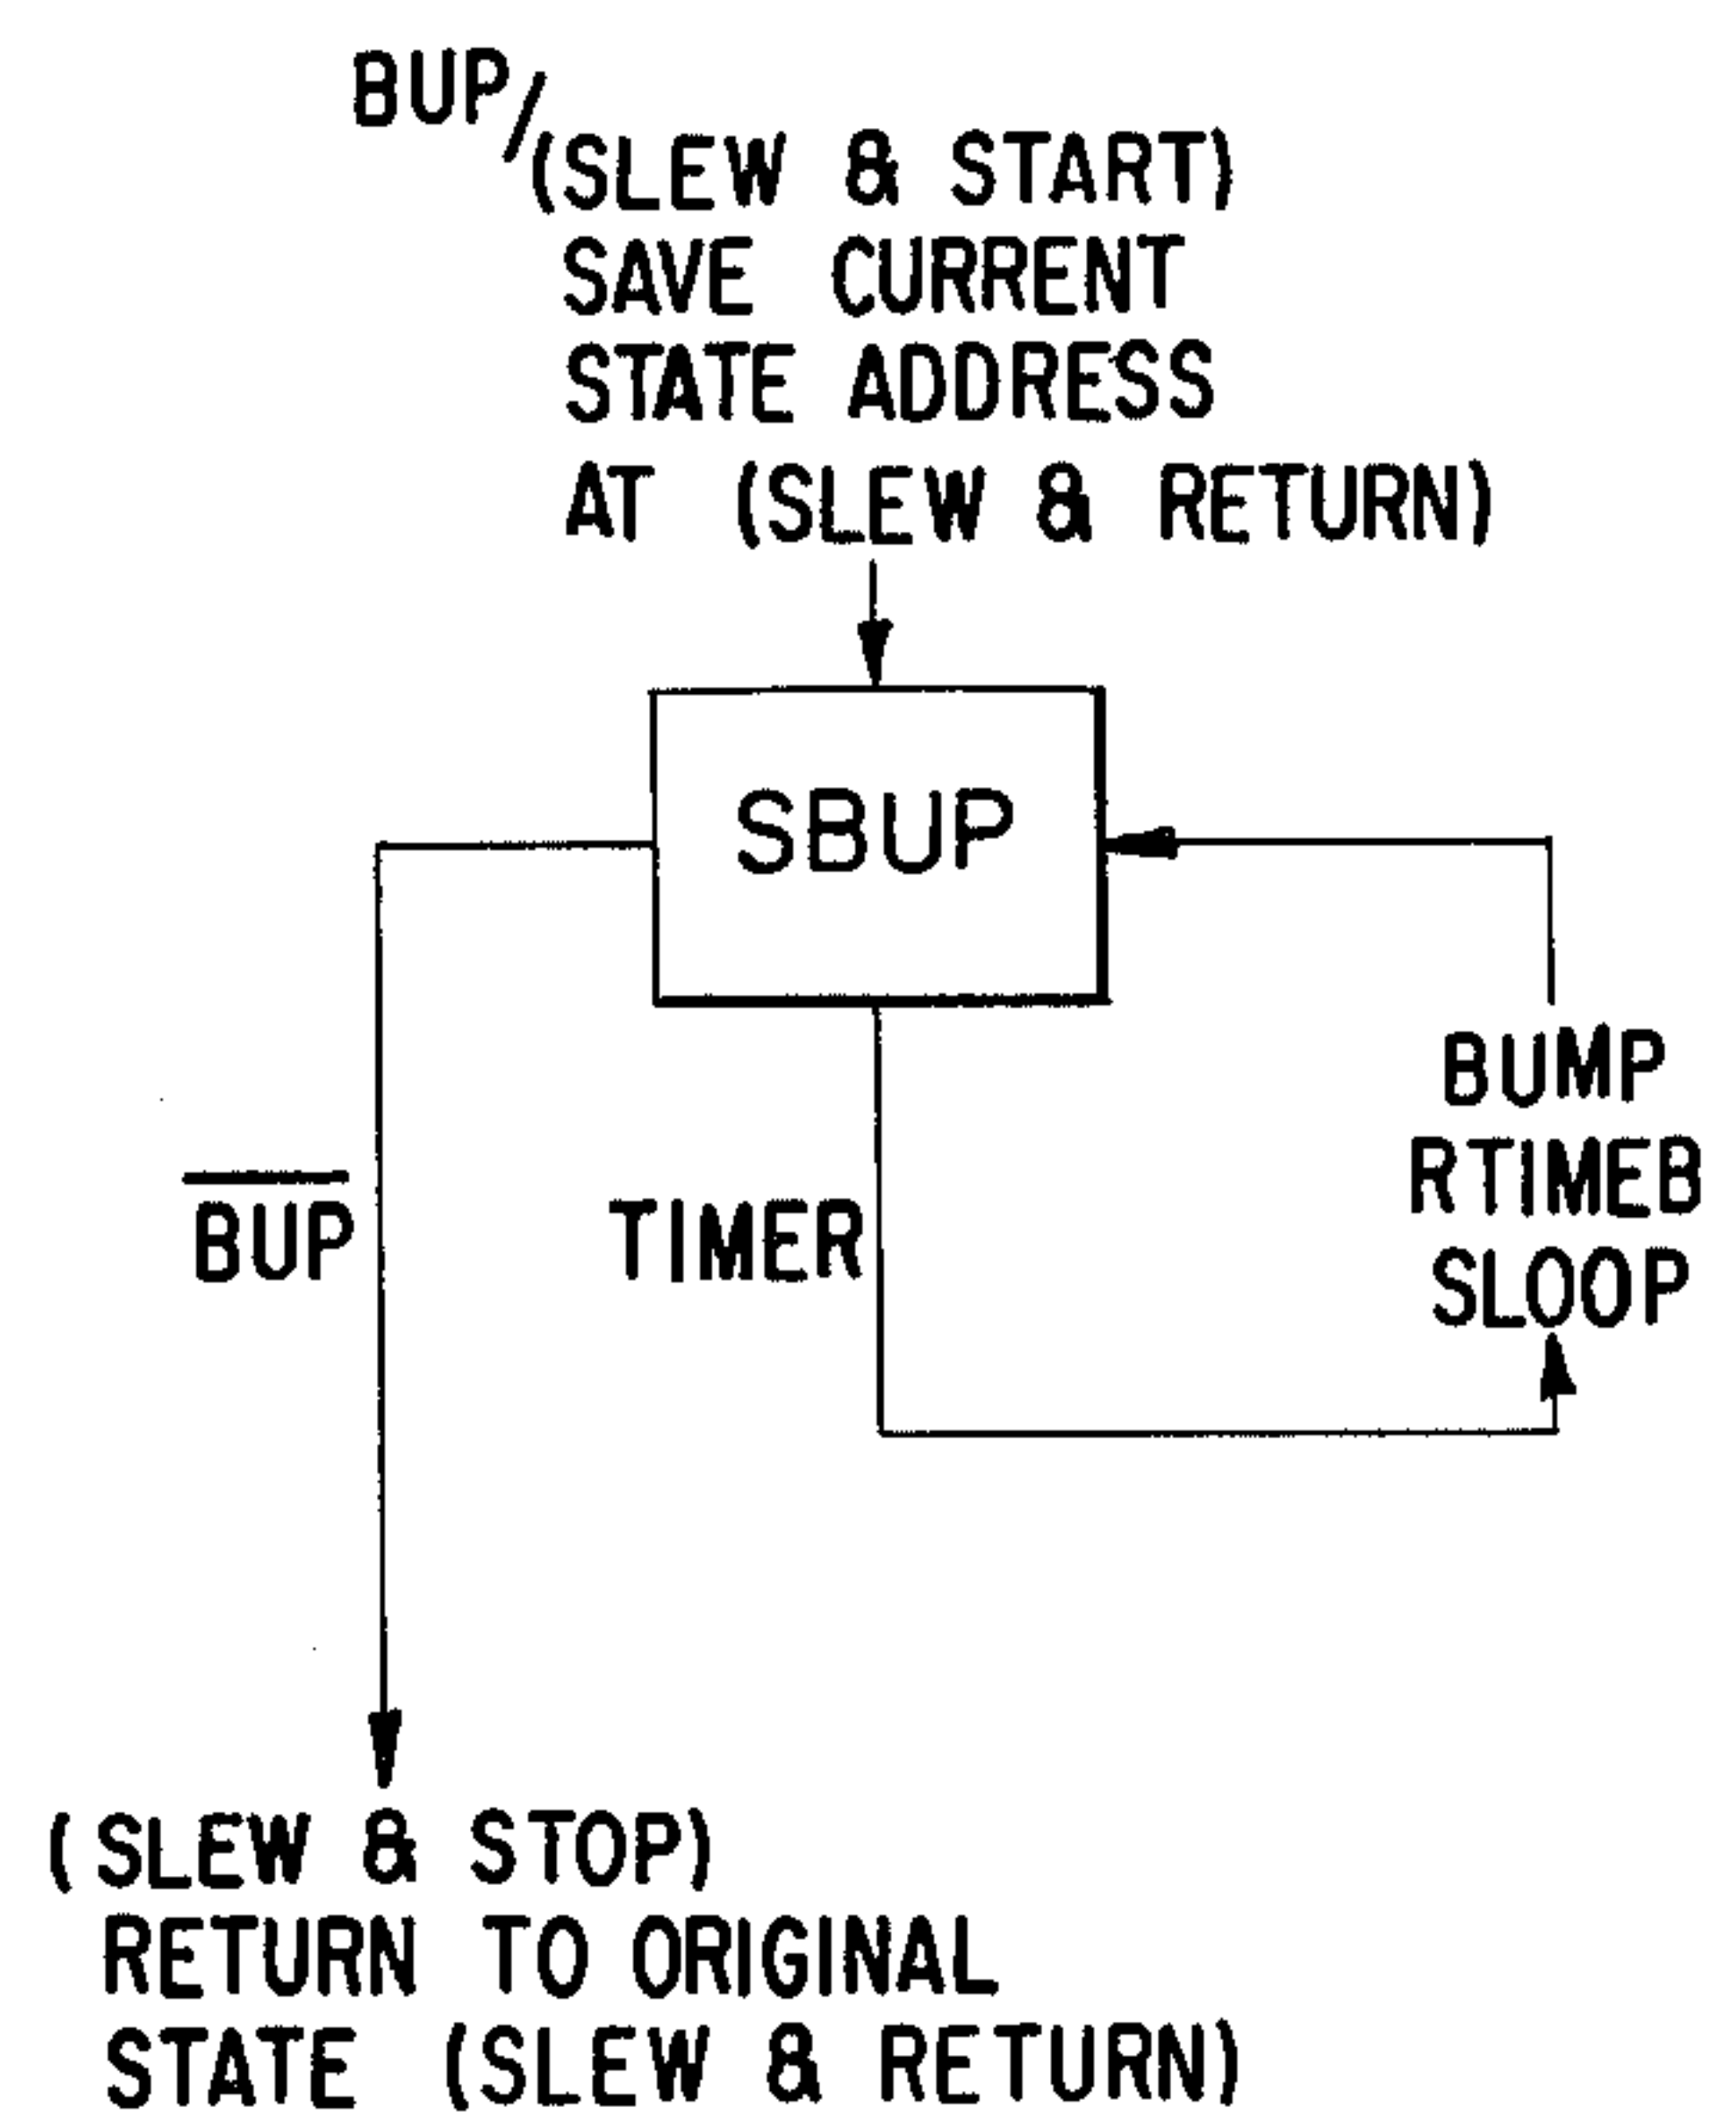 BUP/
(SLEW & START)
SAVE CURRENT
STATE ADDRESS
AT (SLEW & RETURN)
SBUP
BUMP
RTIMEB
SLOOP
B̅U̅P̅
TIMER
(SLEW & STOP)
RETURN TO ORIGINAL
STATE (SLEW & RETURN)